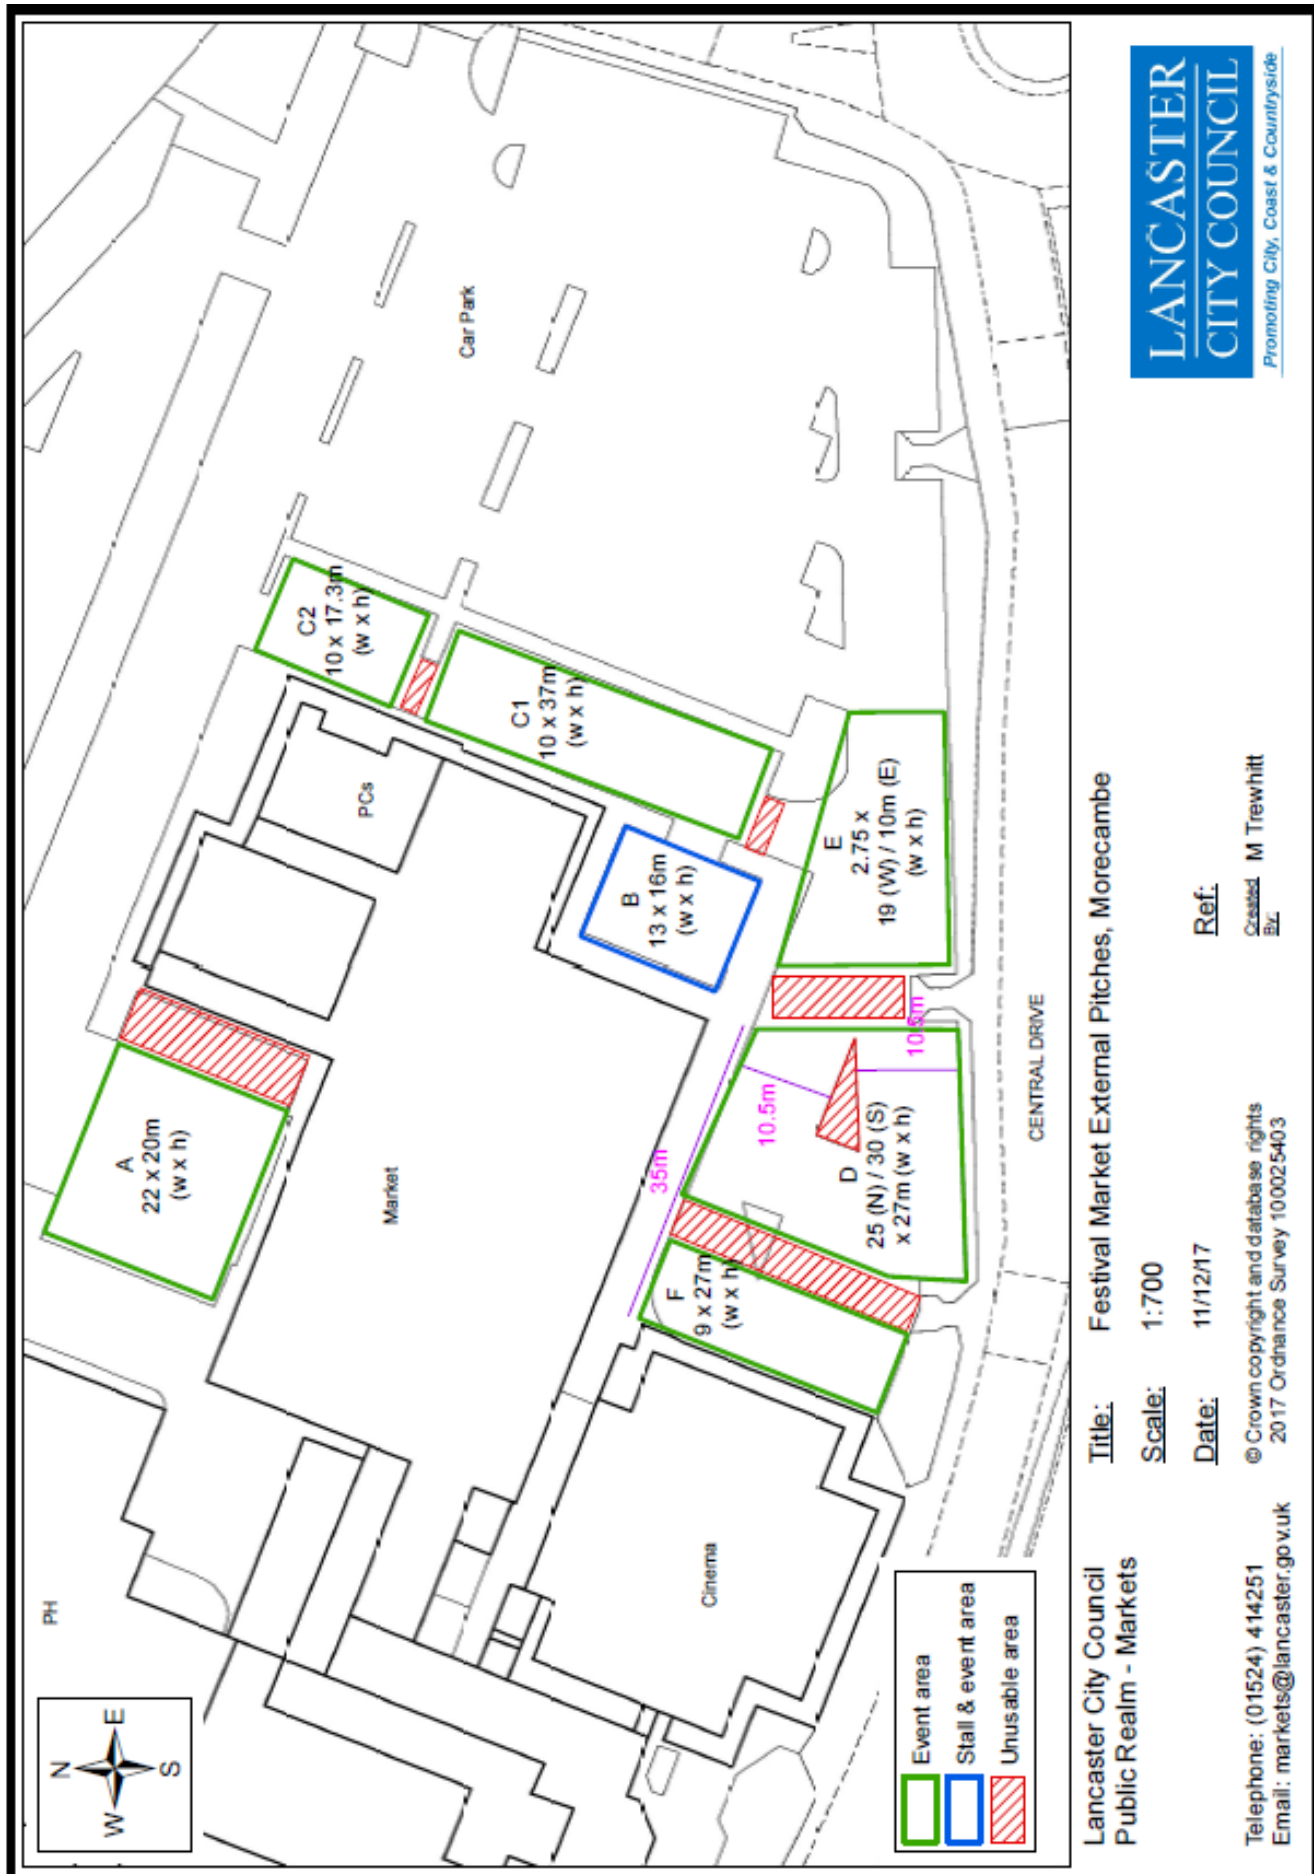 N
W E
S
PH
A
22 x 20m
(w x h)
Market
PCs
C2
10 x 17.3m
(w x h)
Car Park
C1
10 x 37m
(w x h)
B
13 x 16m
(w x h)
Cinema
35m
F
9 x 27m
(w x h)
10.5m
D
25 (N) / 30 (S)
x 27m (w x h)
10.5m
E
2.75 x
19 (W) / 10m (E)
(w x h)
CENTRAL DRIVE
Event area
Stall & event area
Unusable area
Lancaster City Council
Public Realm - Markets
Telephone: (01524) 414251
Email: markets@lancaster.gov.uk
Title: Festival Market External Pitches, Morecambe
Scale: 1:700
Date: 11/12/17
Ref:
© Crown copyright and database rights
2017 Ordnance Survey 100025403
Created By: M Trewhitt
LANCASTER
CITY COUNCIL
Promoting City, Coast & Countryside